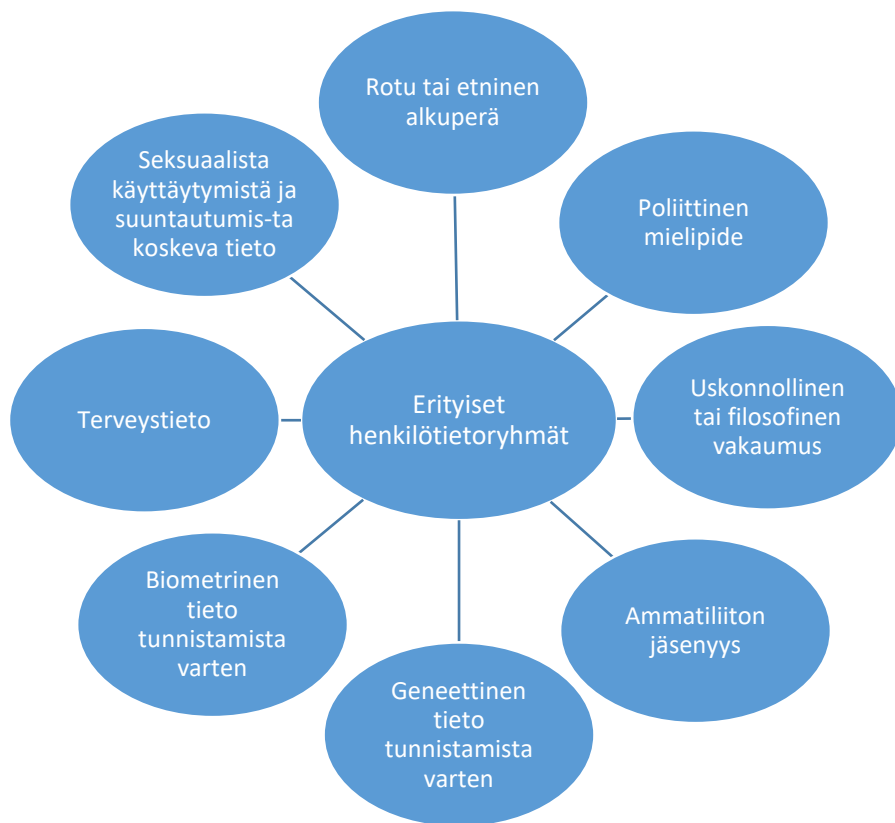 Rotu tai etninen
alkuperä
Poliittinen
mielipide
Uskonnollinen
tai filosofinen
vakaumus
Ammatiliiton
jäsenyys
Geneettinen
tieto
tunnistamista
varten
Biometrinen
tieto
tunnistamista
varten
Terveystieto
Seksuaalista
käyttäytymistä ja
suuntautumis-ta
koskeva tieto
Erityiset
henkilötietoryhmät